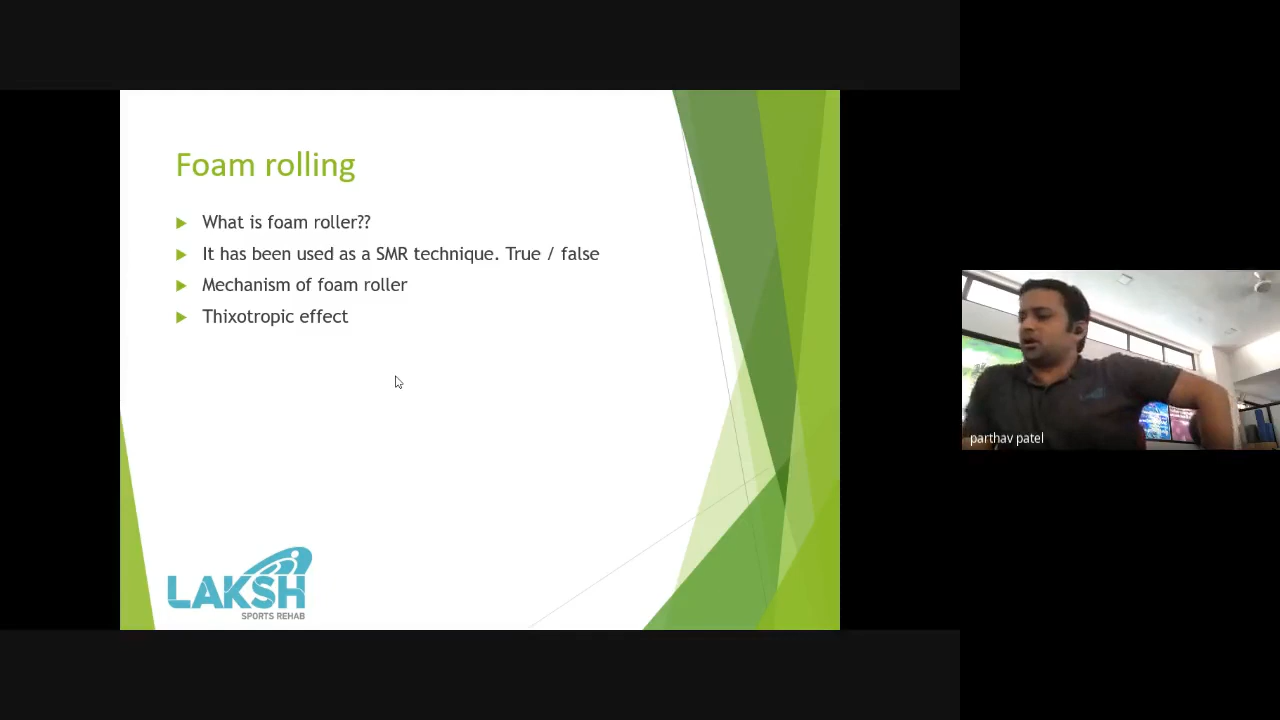 Foam rolling
What is foam roller??
It has been used as a SMR technique. True / false
Mechanism of foam roller
Thixotropic effect
LAKSH
SPORTS REHAB
parthav patel